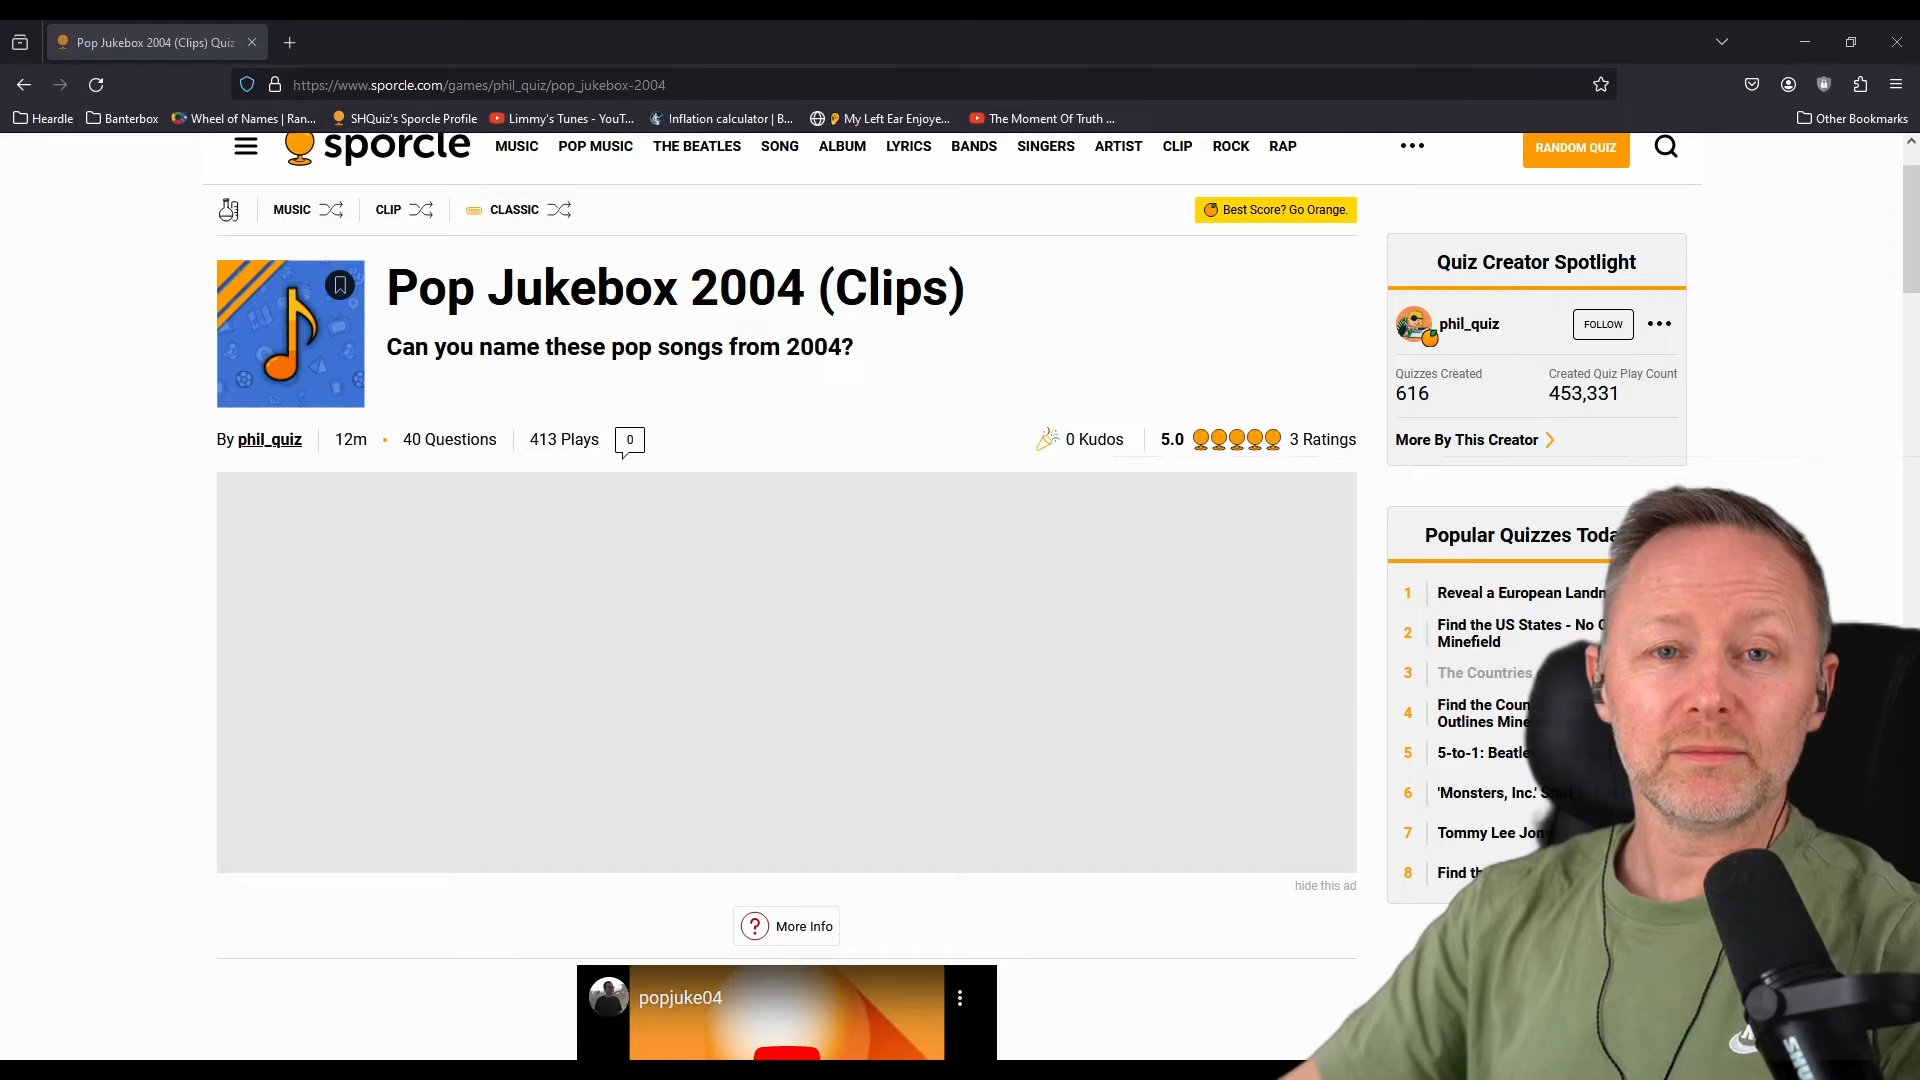 Pop Jukebox 2004 (Clips) Quiz
https://www.sporcle.com/games/phil_quiz/pop_jukebox-2004
Heardle
Banterbox
Wheel of Names | Ran...
SHQuiz's Sporcle Profile
Limmy's Tunes - YouT...
Inflation calculator | B...
My Left Ear Enjoye...
The Moment Of Truth ...
Other Bookmarks
sporcle
MUSIC POP MUSIC THE BEATLES SONG ALBUM LYRICS BANDS SINGERS ARTIST CLIP ROCK RAP
RANDOM QUIZ
MUSIC CLIP CLASSIC
Best Score? Go Orange.
Pop Jukebox 2004 (Clips)
Can you name these pop songs from 2004?
By phil_quiz 12m • 40 Questions 413 Plays 0
0 Kudos 5.0 3 Ratings
hide this ad
? More Info
popjuke04
Quiz Creator Spotlight
phil_quiz
FOLLOW
Quizzes Created
616
Created Quiz Play Count
453,331
More By This Creator
Popular Quizzes Toda
1 Reveal a European Landm
2 Find the US States - No
Minefield
3 The Countries
4 Find the Coun
Outlines Mine
5 5-to-1: Beatle
6 'Monsters, Inc.'
7 Tommy Lee Jon
8 Find th
SHU